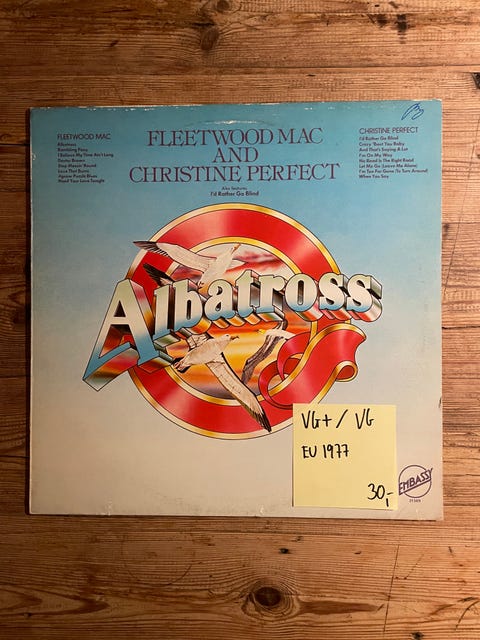 FLEETWOOD MAC
AND
CHRISTINE PERFECT
Also features
I'd Rather Go Blind
FLEETWOOD MAC
Albatross
Rambling Pony
I Believe My Time Ain't Long
Doctor Brown
Stop Messin' Round
Love That Burns
Jigsaw Puzzle Blues
Need Your Love Tonight
CHRISTINE PERFECT
I'd Rather Go Blind
Crazy 'Bout You Baby
And That's Saying A Lot
I'm On My Way
No Road Is The Right Road
Let Me Go (Leave Me Alone)
I'm Too Far Gone (To Turn Around)
When You Say
Albatross
VG+ / VG
EU 1977
30,-
EMBASSY